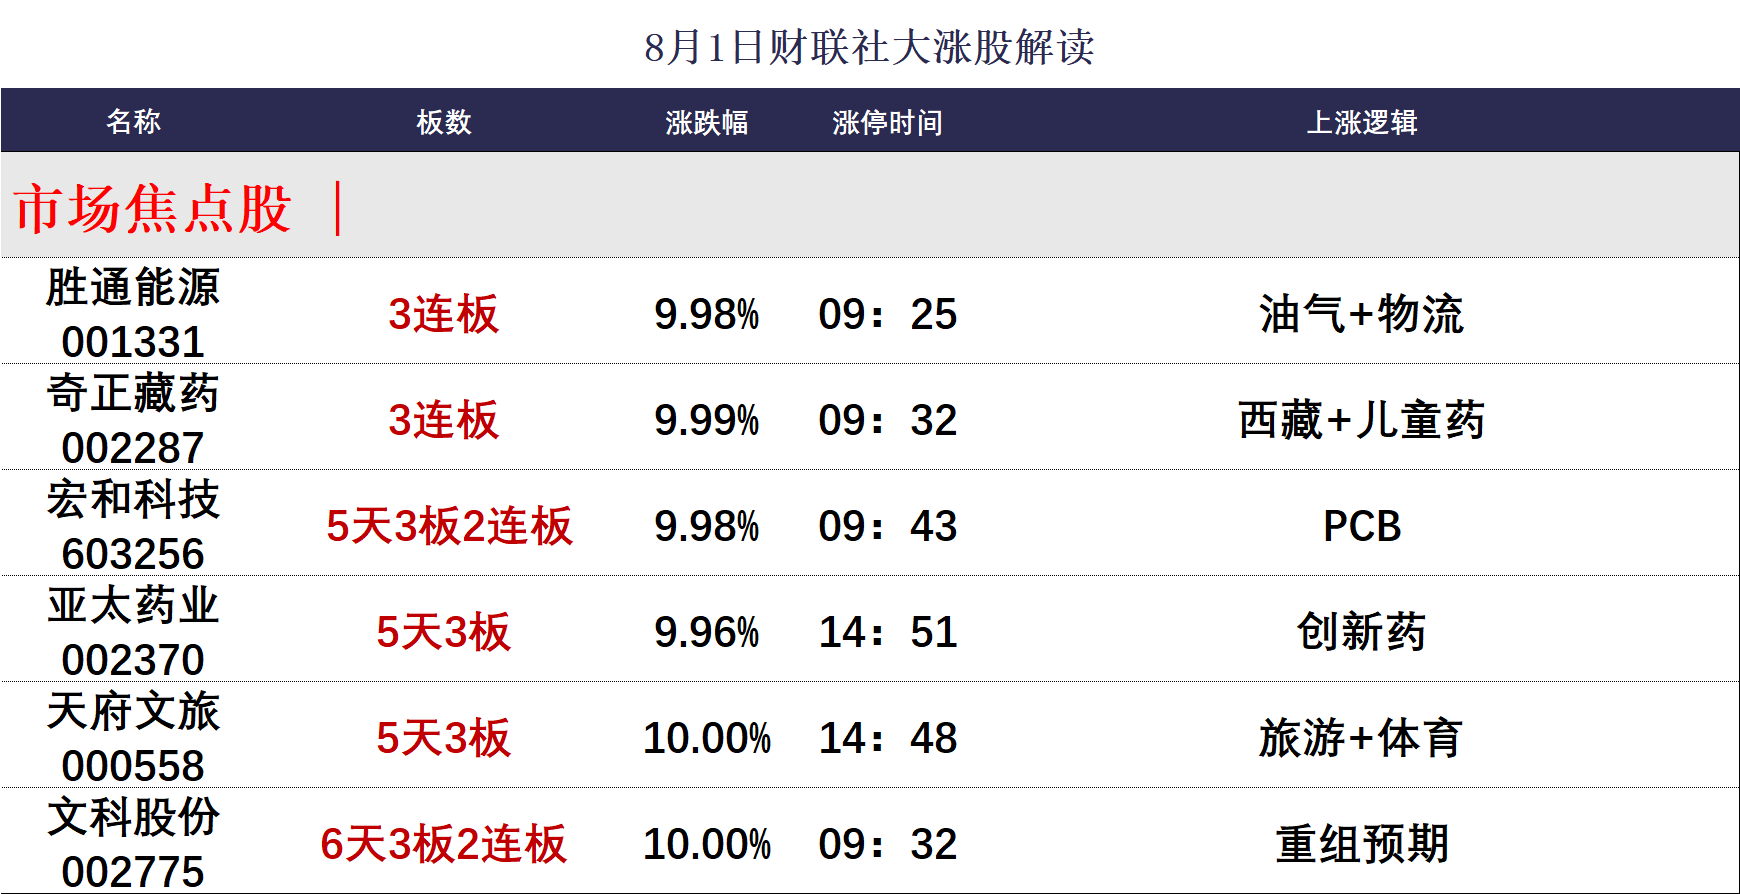 8月1日财联社大涨股解读
名称 板数 涨跌幅 涨停时间 上涨逻辑
市场焦点股 ｜
胜通能源
001331 3连板 9.98% 09：25 油气+物流
奇正藏药
002287 3连板 9.99% 09：32 西藏+儿童药
宏和科技
603256 5天3板2连板 9.98% 09：43 PCB
亚太药业
002370 5天3板 9.96% 14：51 创新药
天府文旅
000558 5天3板 10.00% 14：48 旅游+体育
文科股份
002775 6天3板2连板 10.00% 09：32 重组预期